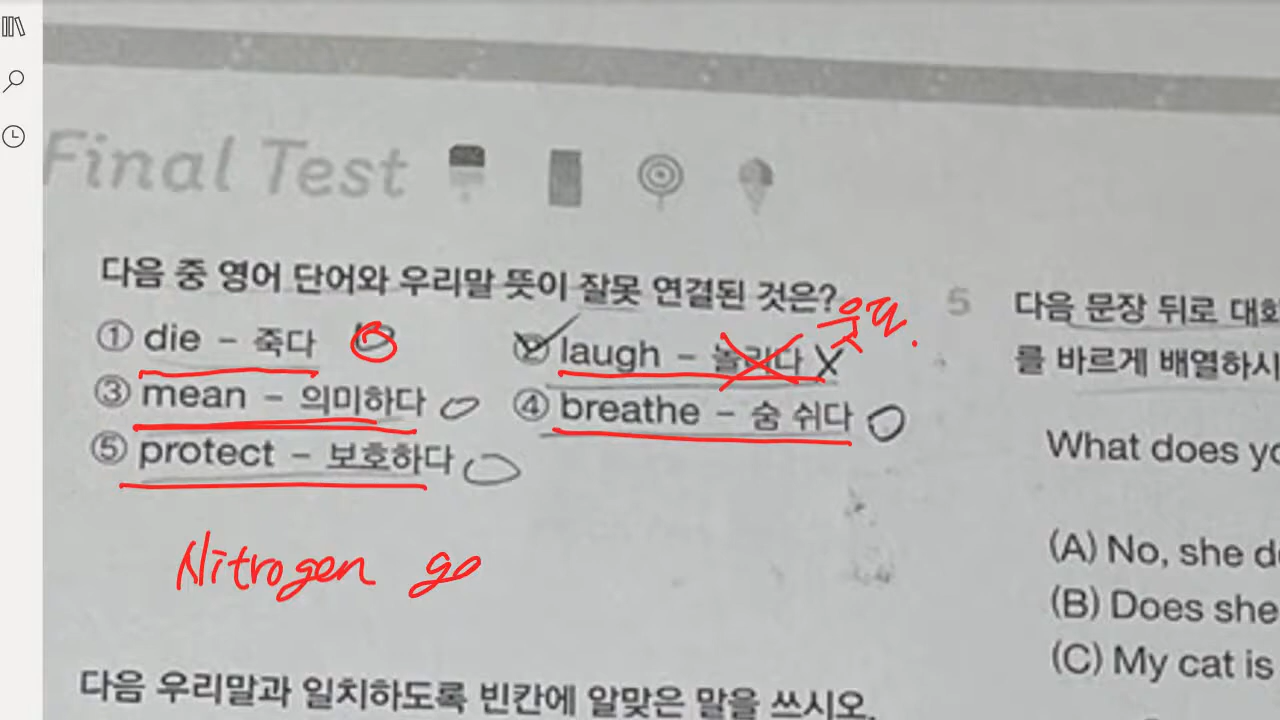 Final Test
다음 중 영어 단어와 우리말 뜻이 잘못 연결된 것은?
① die – 죽다
② laugh – 놀리다 X 웃다.
③ mean – 의미하다
④ breathe – 숨 쉬다
⑤ protect – 보호하다
Nitrogen go
다음 우리말과 일치하도록 빈칸에 알맞은 말을 쓰시오.
5 다음 문장 뒤로 대화
를 바르게 배열하시
What does yo
(A) No, she do
(B) Does she
(C) My cat is